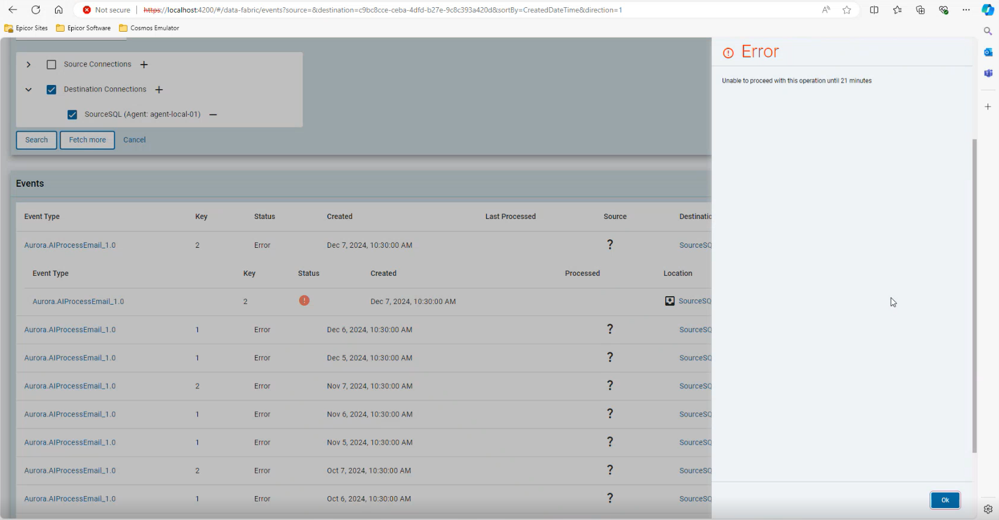 Not secure https://localhost:4200/#/data-fabric/events?source=&destination=c9bc8cce-ceba-4dfd-b27e-9c8c393a420d&sortBy=CreatedDateTime&direction=1
Epicor Sites Epicor Software Cosmos Emulator
Source Connections
Destination Connections
SourceSQL (Agent: agent-local-01)
Search Fetch more Cancel
Events
Event Type Key Status Created Last Processed Source Destinatio
Aurora.AIProcessEmail_1.0 2 Error Dec 7, 2024, 10:30:00 AM ? SourceSQ
Event Type Key Status Created Processed Location
Aurora.AIProcessEmail_1.0 2 ! Dec 7, 2024, 10:30:00 AM SourceSQ
Aurora.AIProcessEmail_1.0 1 Error Dec 6, 2024, 10:30:00 AM ? SourceSQ
Aurora.AIProcessEmail_1.0 1 Error Dec 5, 2024, 10:30:00 AM ? SourceSQ
Aurora.AIProcessEmail_1.0 2 Error Nov 7, 2024, 10:30:00 AM ? SourceSQ
Aurora.AIProcessEmail_1.0 1 Error Nov 6, 2024, 10:30:00 AM ? SourceSQ
Aurora.AIProcessEmail_1.0 1 Error Nov 5, 2024, 10:30:00 AM ? SourceSQ
Aurora.AIProcessEmail_1.0 2 Error Oct 7, 2024, 10:30:00 AM ? SourceSQ
Aurora.AIProcessEmail_1.0 1 Error Oct 6, 2024, 10:30:00 AM ? SourceSQ
Error
Unable to proceed with this operation until 21 minutes
Ok